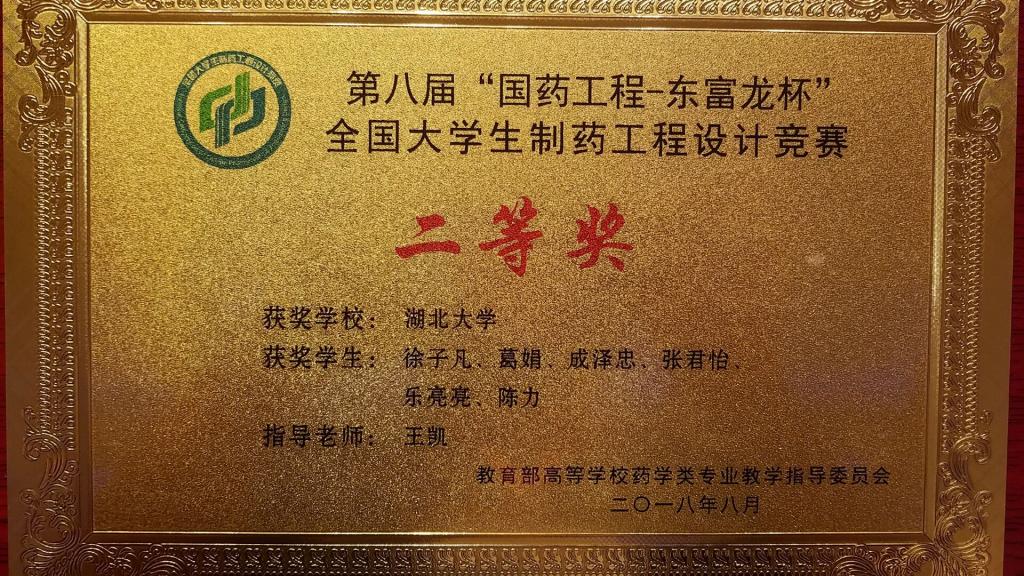 第八届“国药工程-东富龙杯”
全国大学生制药工程设计竞赛
二等奖
获奖学校： 湖北大学
获奖学生： 徐子凡、葛娟、成泽忠、张君怡、
乐亮亮、陈力
指导老师： 王凯
教育部高等学校药学类专业教学指导委员会
二〇一八年八月